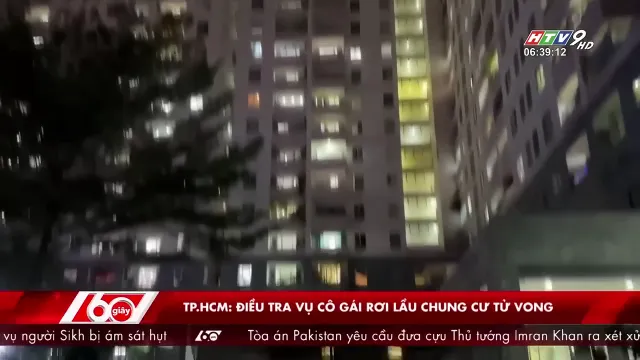 HTV9 HD
06:39:12
60 giây
TP.HCM: ĐIỀU TRA VỤ CÔ GÁI RƠI LẦU CHUNG CƯ TỬ VONG
vụ người Sikh bị ám sát hụt 60 Tòa án Pakistan yêu cầu đưa cựu Thủ tướng Imran Khan ra xét xử